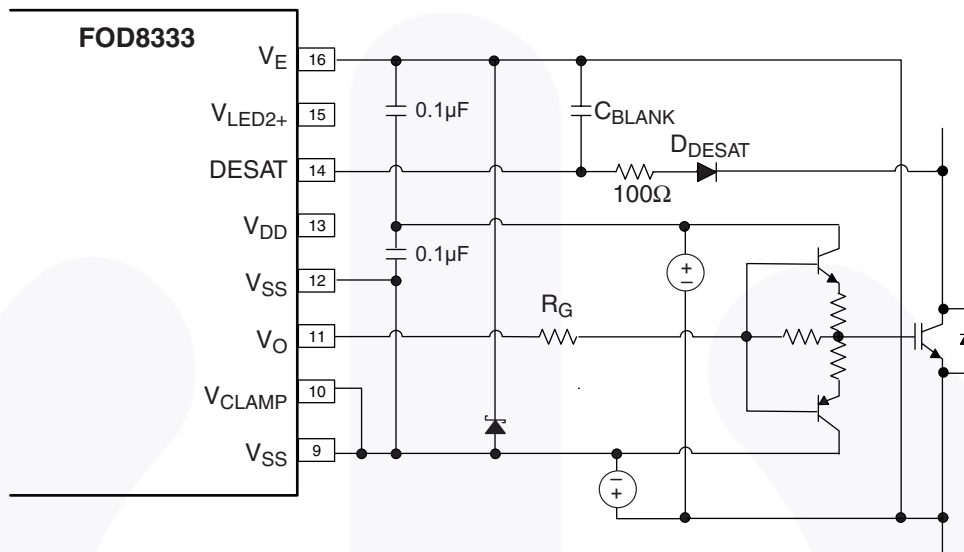 FOD8333
VE 16
VLED2+ 15
DESAT 14
VDD 13
VSS 12
VO 11
VCLAMP 10
VSS 9
0.1µF
CBLANK
DDESAT
100Ω
0.1µF
+
–
RG
–
+